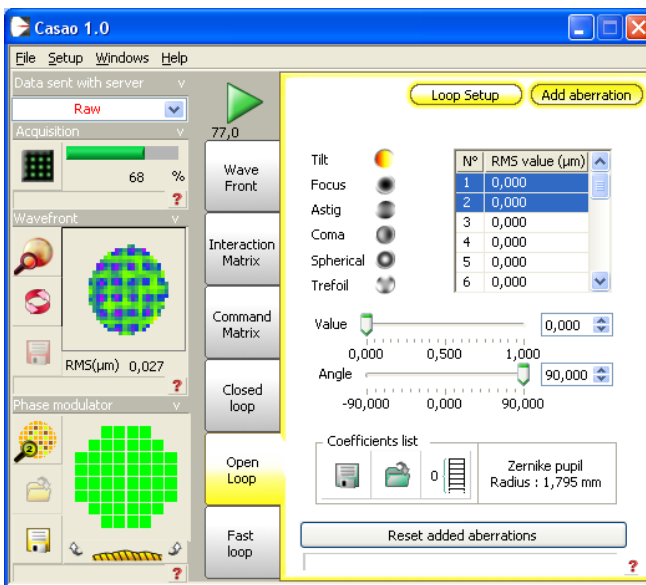 Casao 1.0
File Setup Windows Help
Data sent with server v
Raw
Acquisition v
68 %
?
Wavefront v
RMS(µm) 0,027
?
Phase modulator v
2
?
77,0
Wave
Front
Interaction
Matrix
Command
Matrix
Closed
loop
Open
Loop
Fast
loop
Loop Setup Add aberration
Tilt
Focus
Astig
Coma
Spherical
Trefoil
N° RMS value (µm)
1 0,000
2 0,000
3 0,000
4 0,000
5 0,000
6 0,000
Value 0,000
0,000 0,500 1,000
Angle 90,000
-90,000 0,000 90,000
Coefficients list
0
Zernike pupil
Radius : 1,795 mm
Reset added aberrations
?